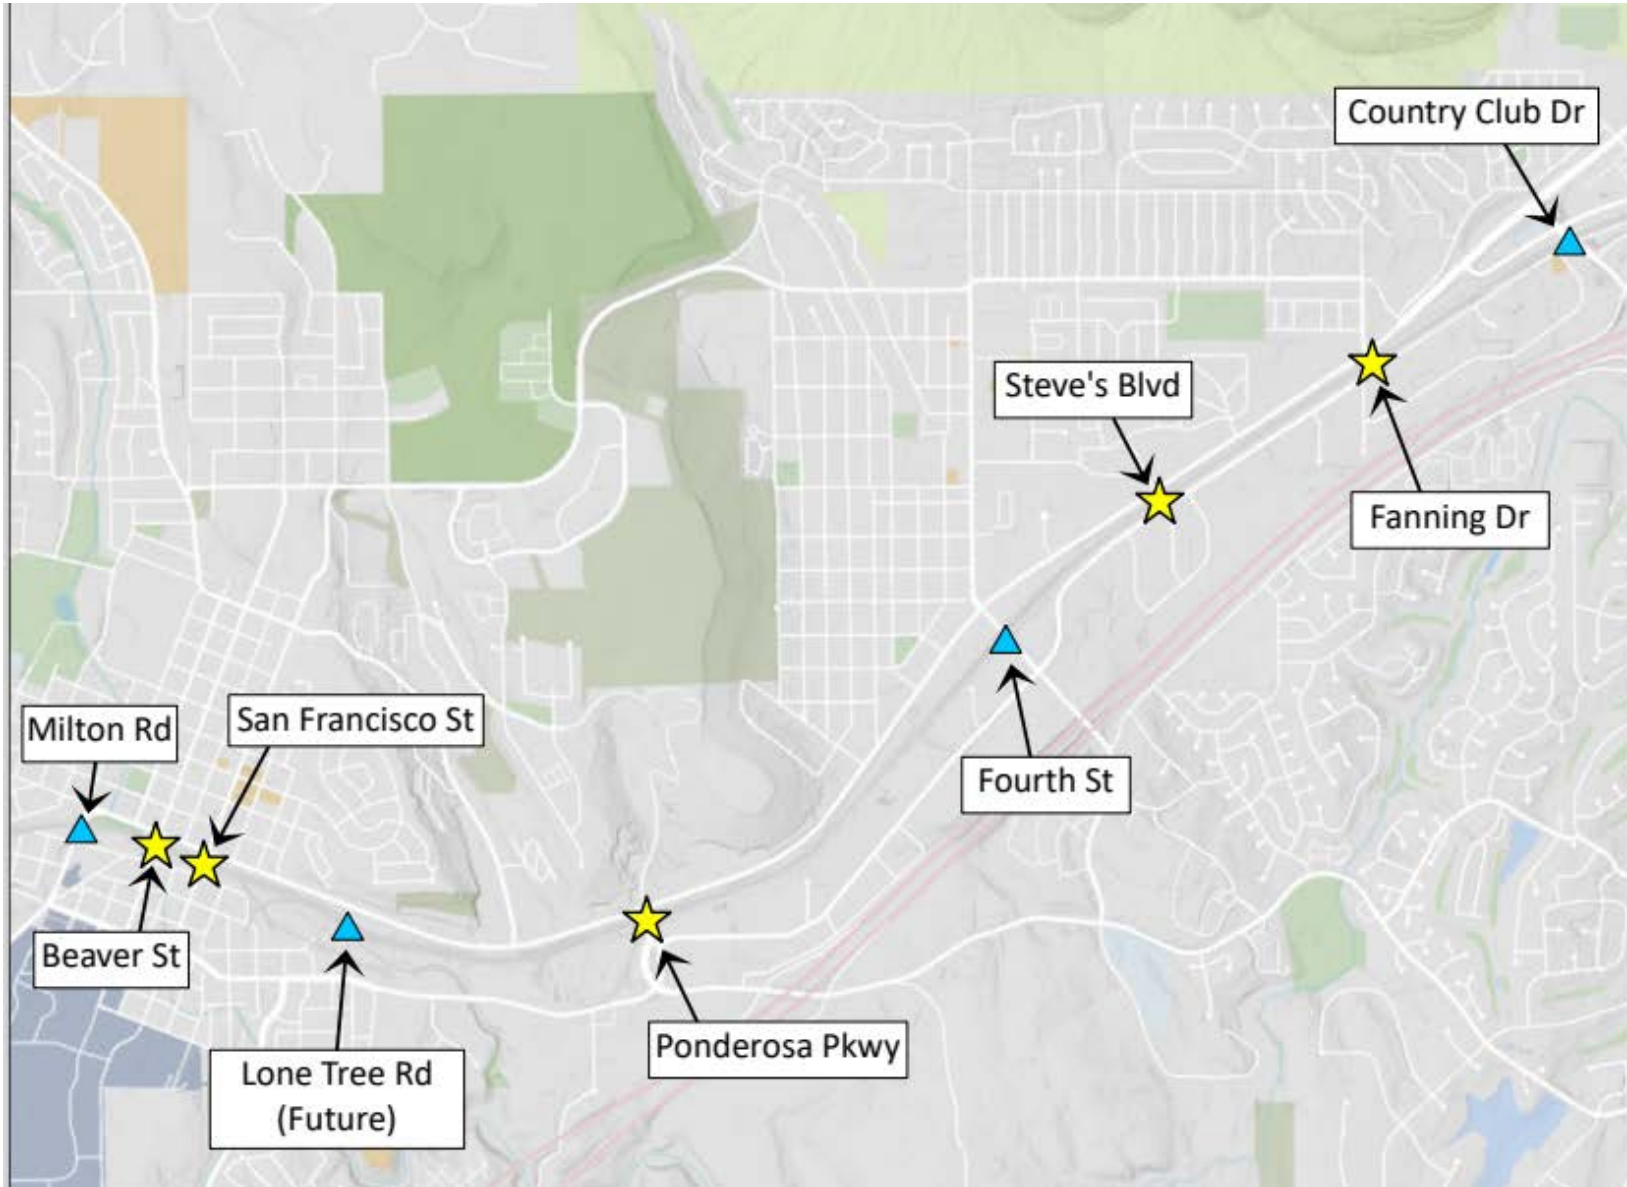 Country Club Dr
Steve's Blvd
Fanning Dr
Milton Rd
San Francisco St
Fourth St
Beaver St
Ponderosa Pkwy
Lone Tree Rd
(Future)